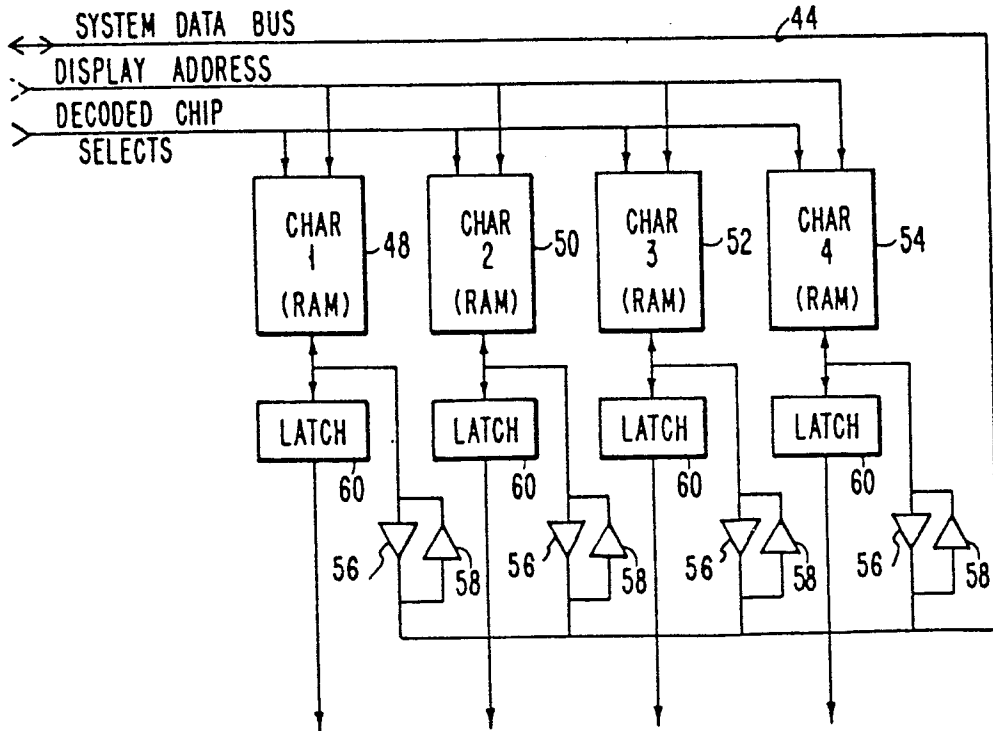 SYSTEM DATA BUS
44
DISPLAY ADDRESS
DECODED CHIP
SELECTS
CHAR
1
(RAM)
48
CHAR
2
(RAM)
50
CHAR
3
(RAM)
52
CHAR
4
(RAM)
54
LATCH
60
LATCH
60
LATCH
60
LATCH
60
56
58
56
58
56
58
56
58